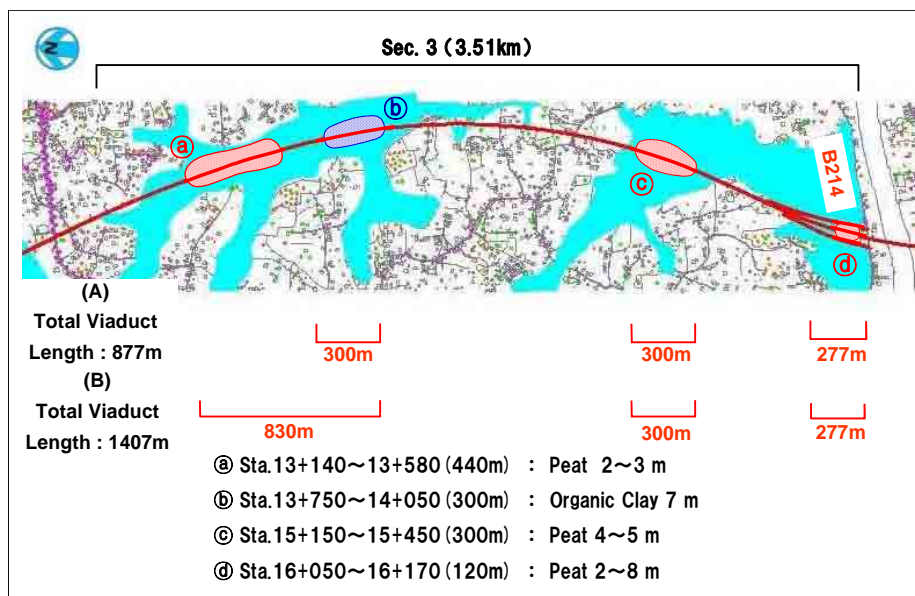 N
Sec. 3 (3.51km)
ⓑ
ⓐ
ⓒ
B214
ⓓ
(A)
Total Viaduct
Length : 877m
300m
300m
277m
(B)
Total Viaduct
Length : 1407m
830m
300m
277m
ⓐ Sta.13+140～13+580 (440m) : Peat 2～3 m
ⓑ Sta.13+750～14+050 (300m) : Organic Clay 7 m
ⓒ Sta.15+150～15+450 (300m) : Peat 4～5 m
ⓓ Sta.16+050～16+170 (120m) : Peat 2～8 m